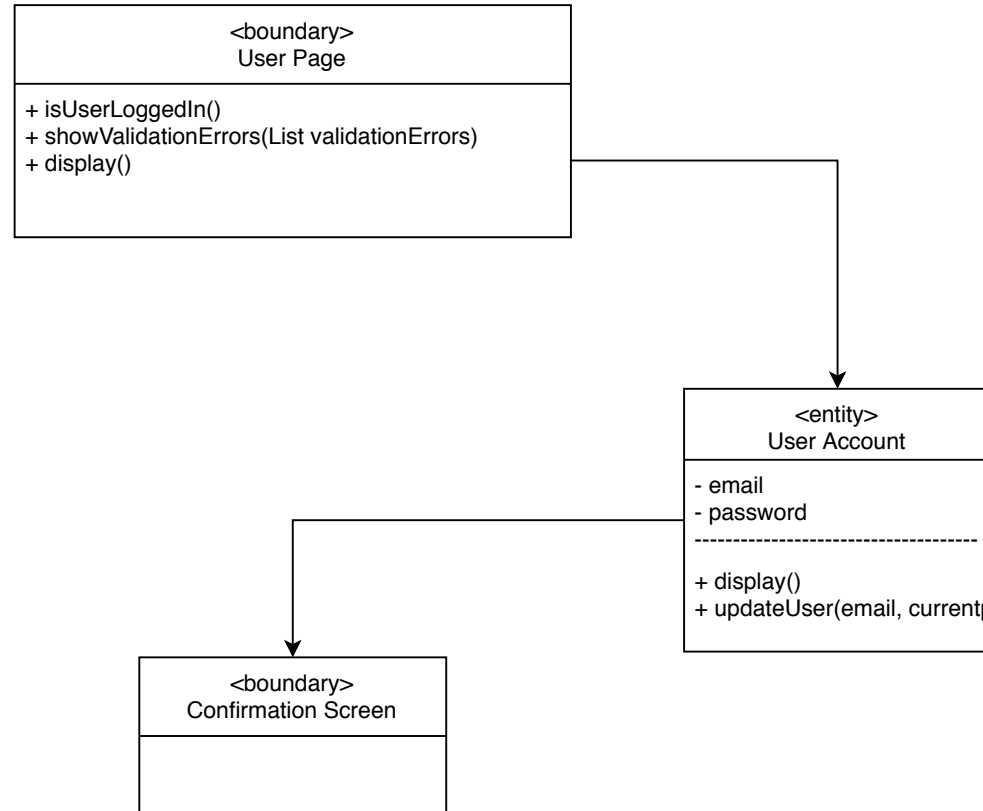 <boundary>
User Page
+ isUserLoggedIn()
+ showValidationErrors(List validationErrors)
+ display()
<entity>
User Account
- email
- password
-------------------------------------
+ display()
+ updateUser(email, currentp
<boundary>
Confirmation Screen